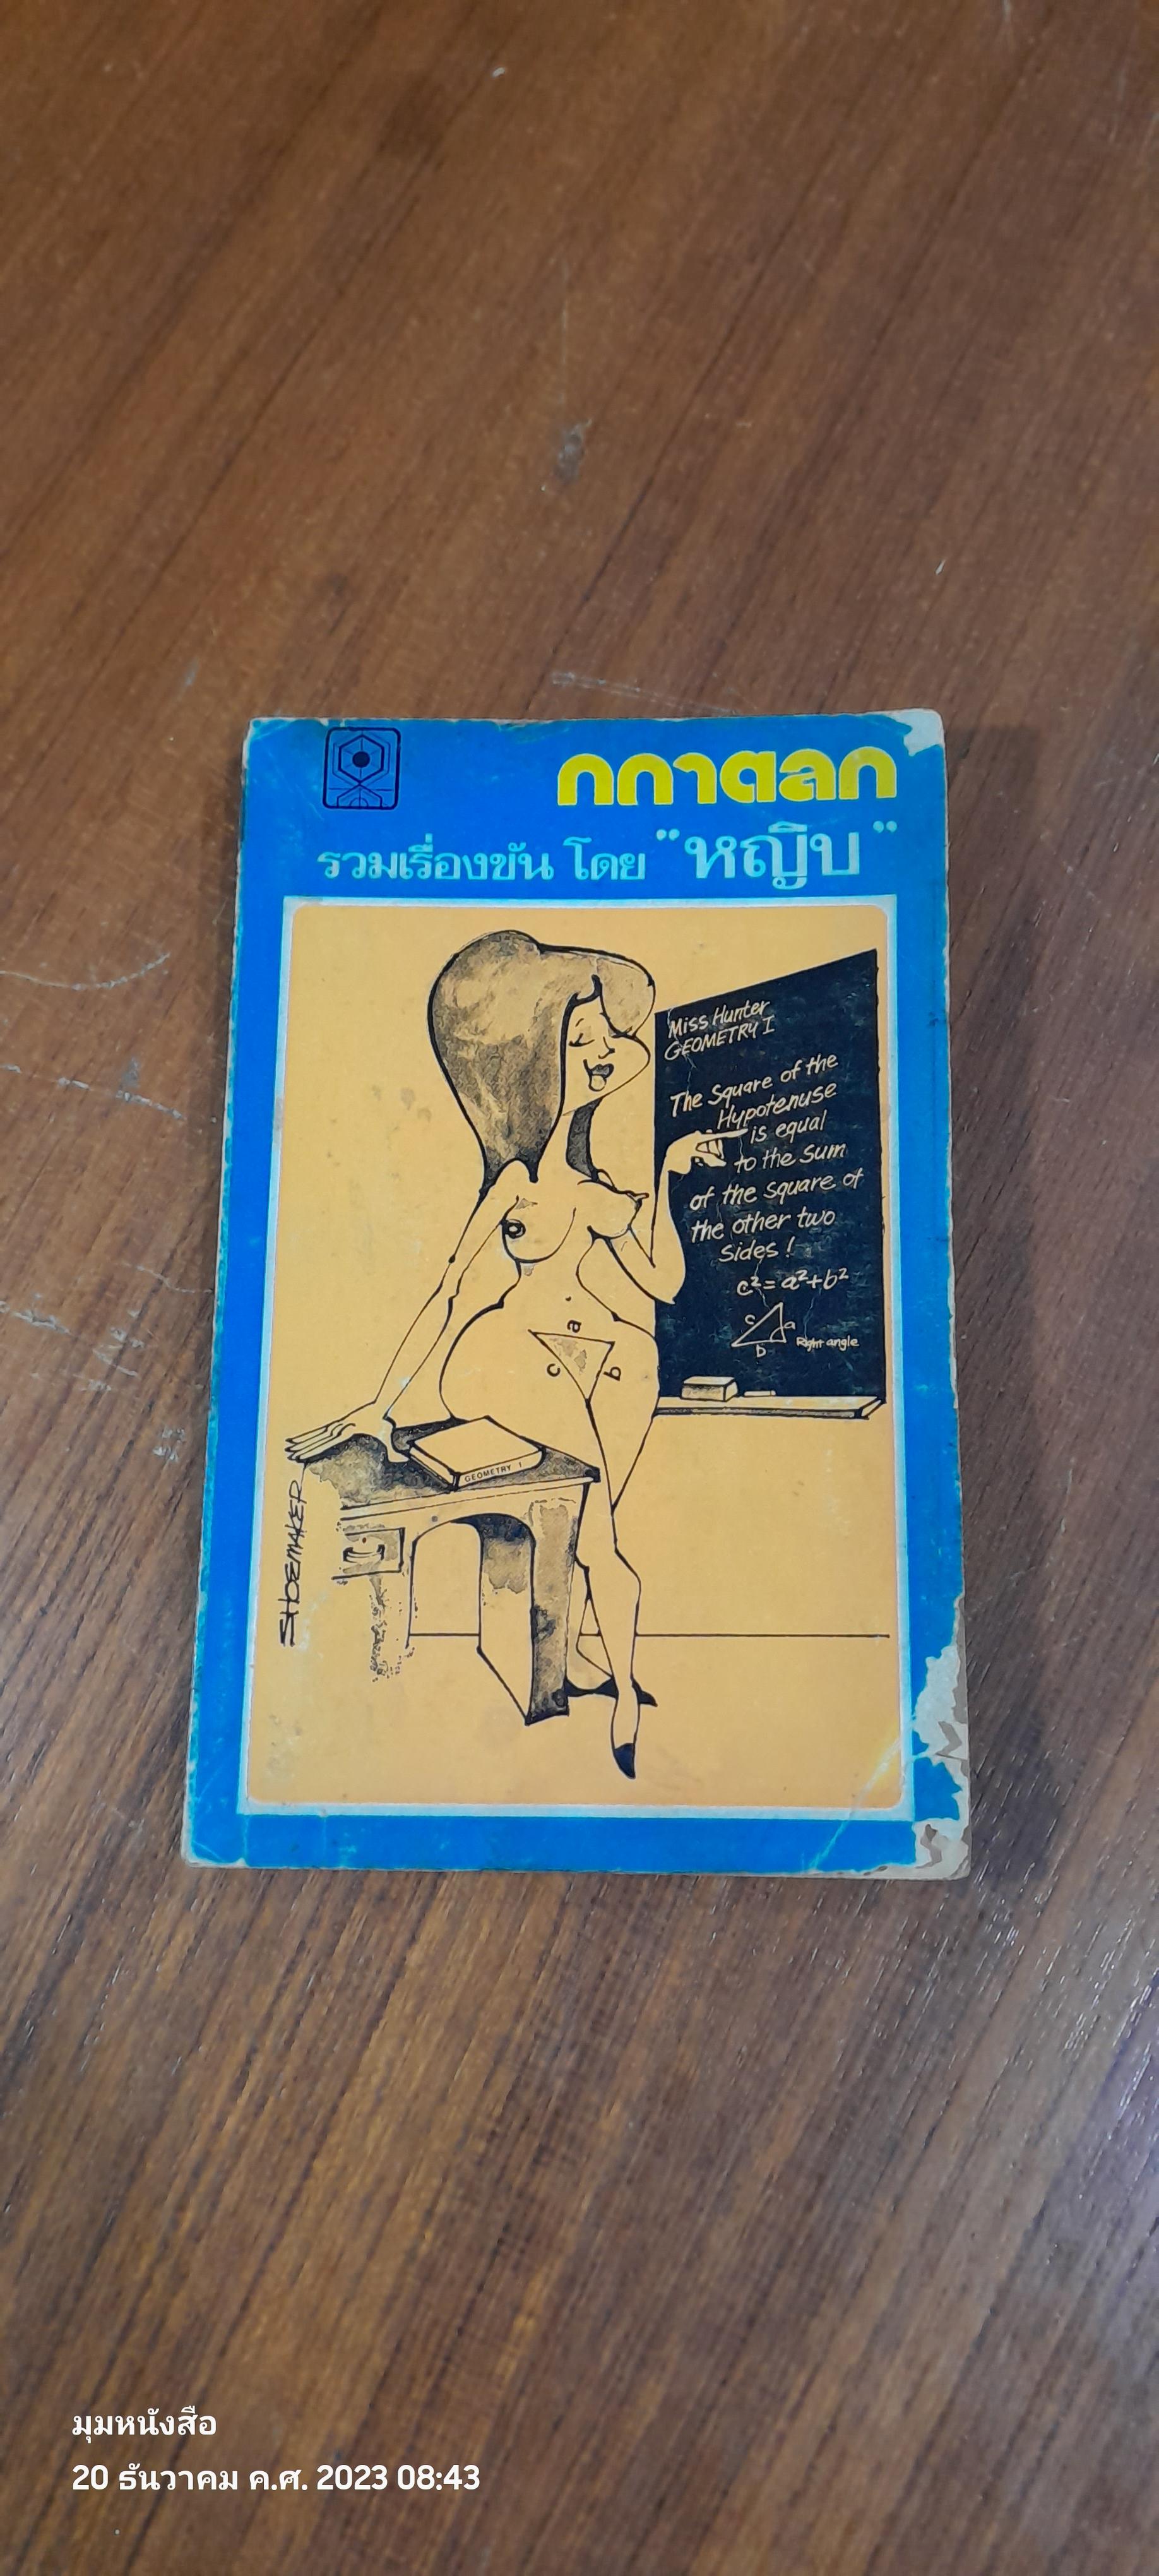 กกาตลก
รวมเรื่องขัน โดย "หญิบ"
Miss Hunter
GEOMETRY I
The Square of the
Hypotenuse
is equal
to the sum
of the square of
the other two
sides !
c²= a²+b²
c a
b Right angle
a
c b
GEOMETRY 1
SHOEMAKER
มุมหนังสือ
20 ธันวาคม ค.ศ. 2023 08:43